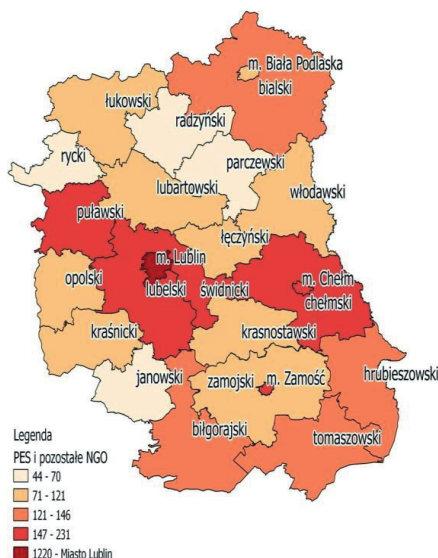 m. Biała Podlaska
bialski
łukowski
radzyński
rycki
parczewski
lubartowski
włodawski
puławski
łęczyński
m. Lublin
lubelski
świdnicki
m. Chełm
chełmski
opolski
kraśnicki
krasnostawski
janowski
zamojski
m. Zamość
hrubieszowski
biłgorajski
tomaszowski
Legenda
PES i pozostałe NGO
44 - 70
71 - 121
121 - 146
147 - 231
1220 - Miasto Lublin